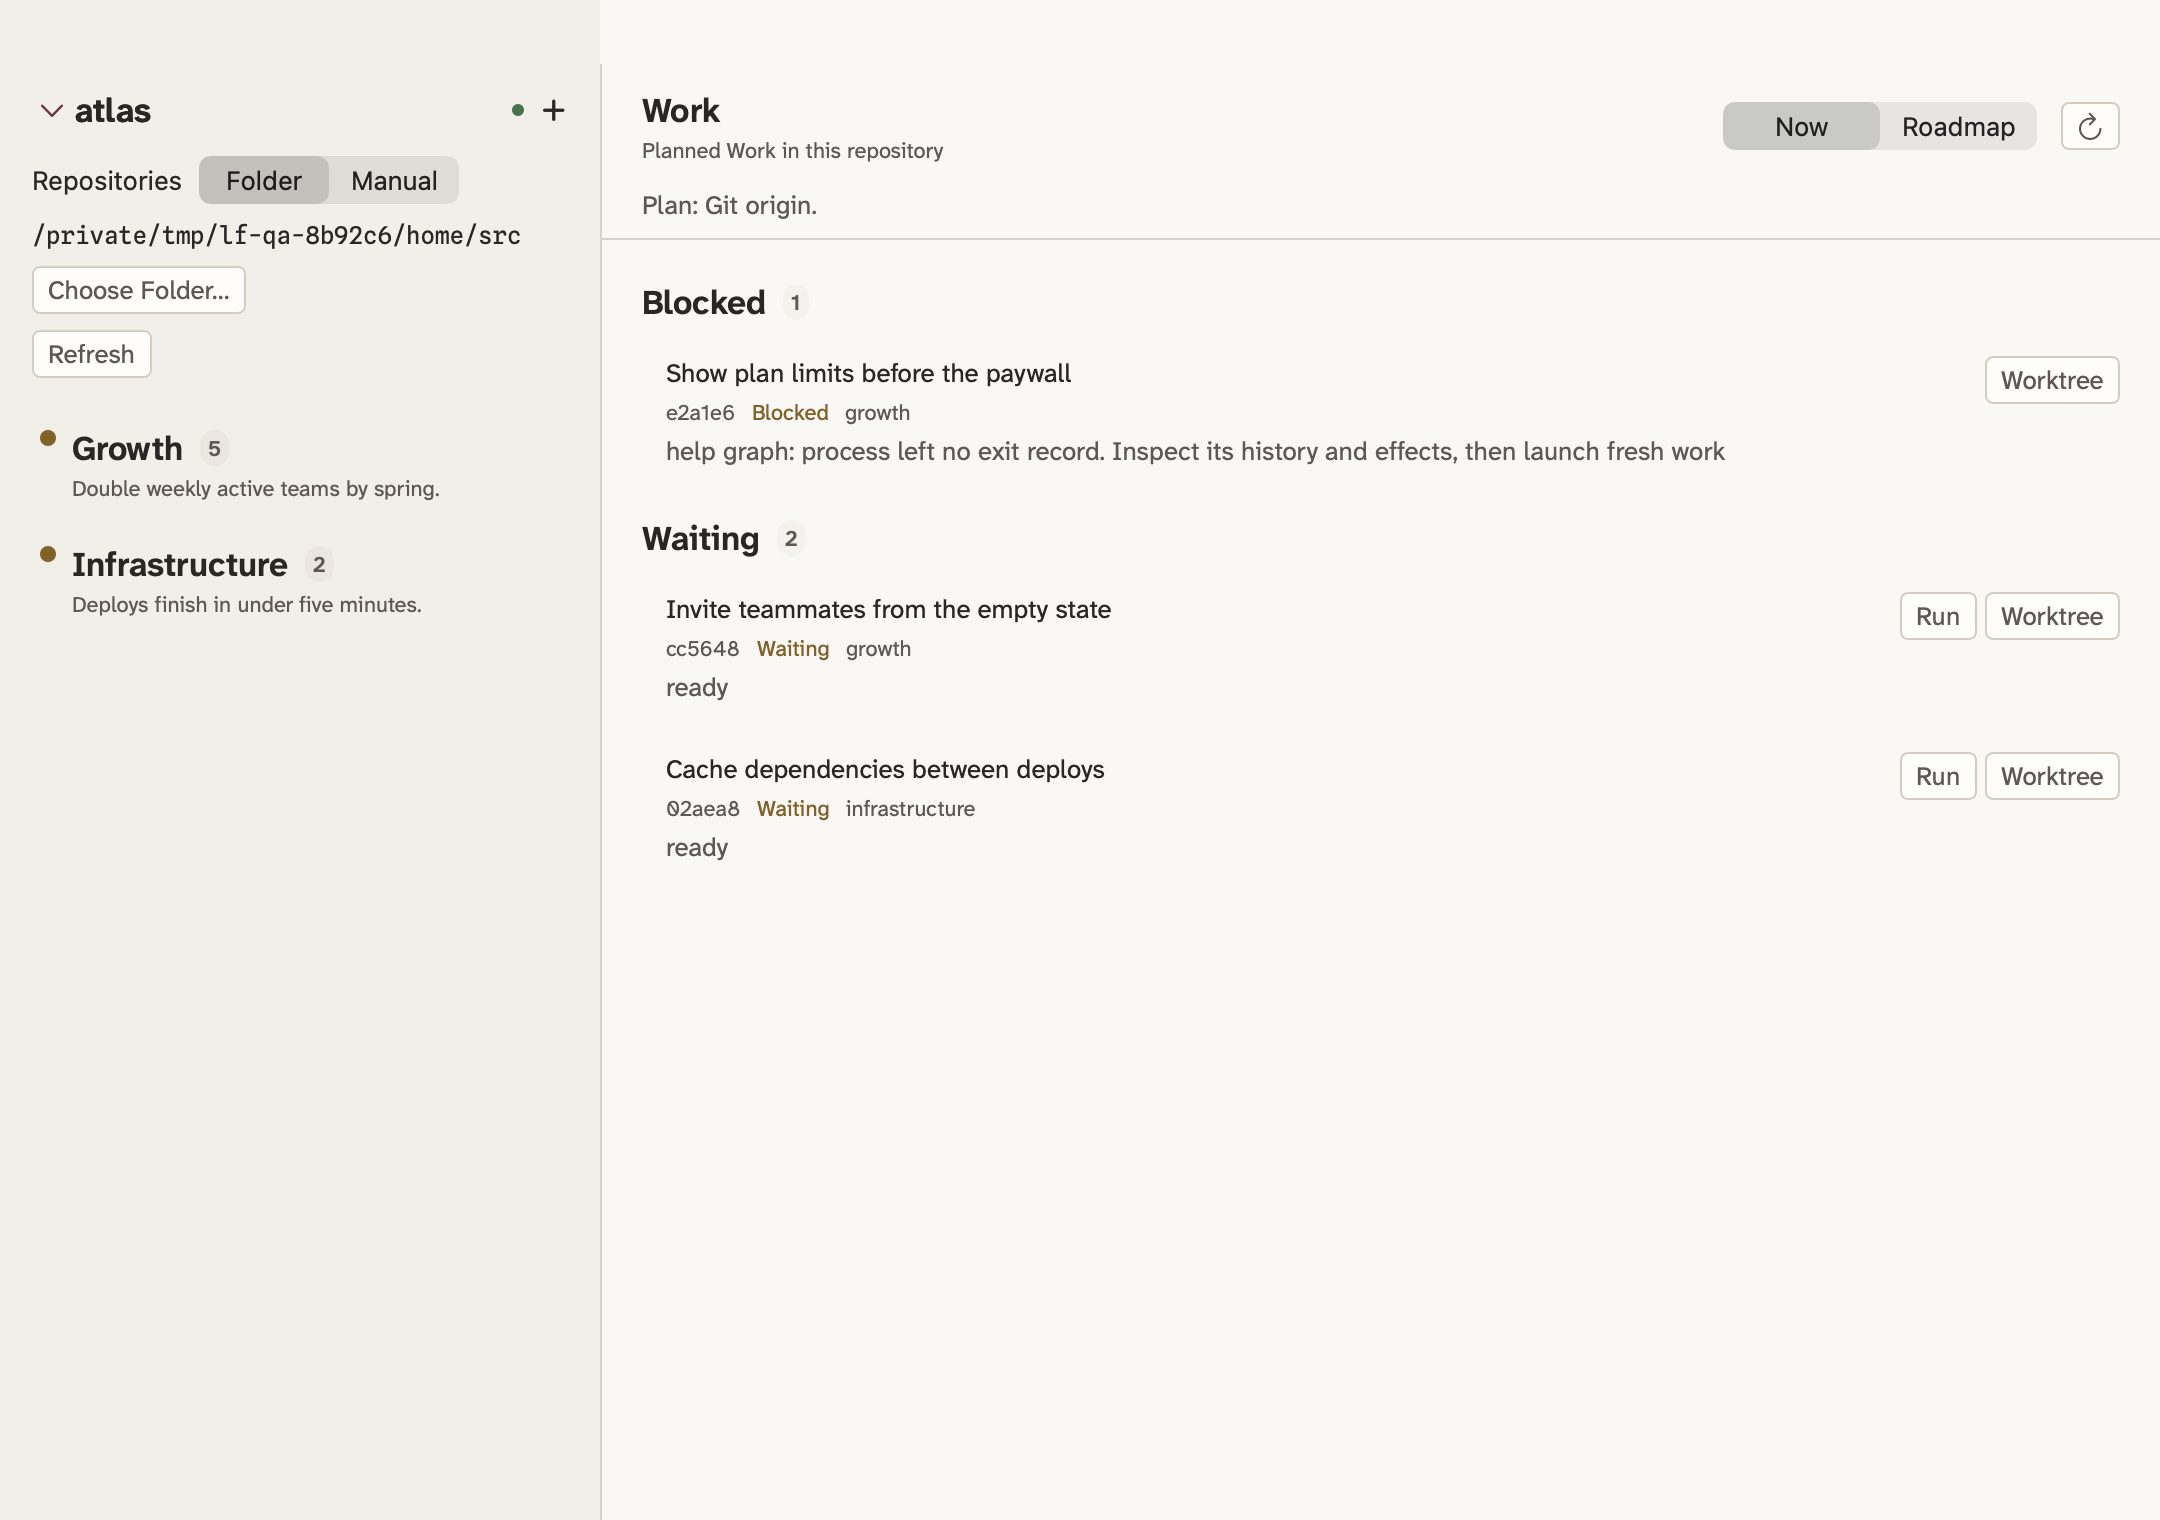 atlas
Repositories Folder Manual
/private/tmp/lf-qa-8b92c6/home/src
Choose Folder...
Refresh
Growth 5
Double weekly active teams by spring.
Infrastructure 2
Deploys finish in under five minutes.
Work
Planned Work in this repository
Plan: Git origin.
Now Roadmap
Blocked 1
Show plan limits before the paywall
e2a1e6 Blocked growth
help graph: process left no exit record. Inspect its history and effects, then launch fresh work
Worktree
Waiting 2
Invite teammates from the empty state
cc5648 Waiting growth
ready
Run Worktree
Cache dependencies between deploys
02aea8 Waiting infrastructure
ready
Run Worktree